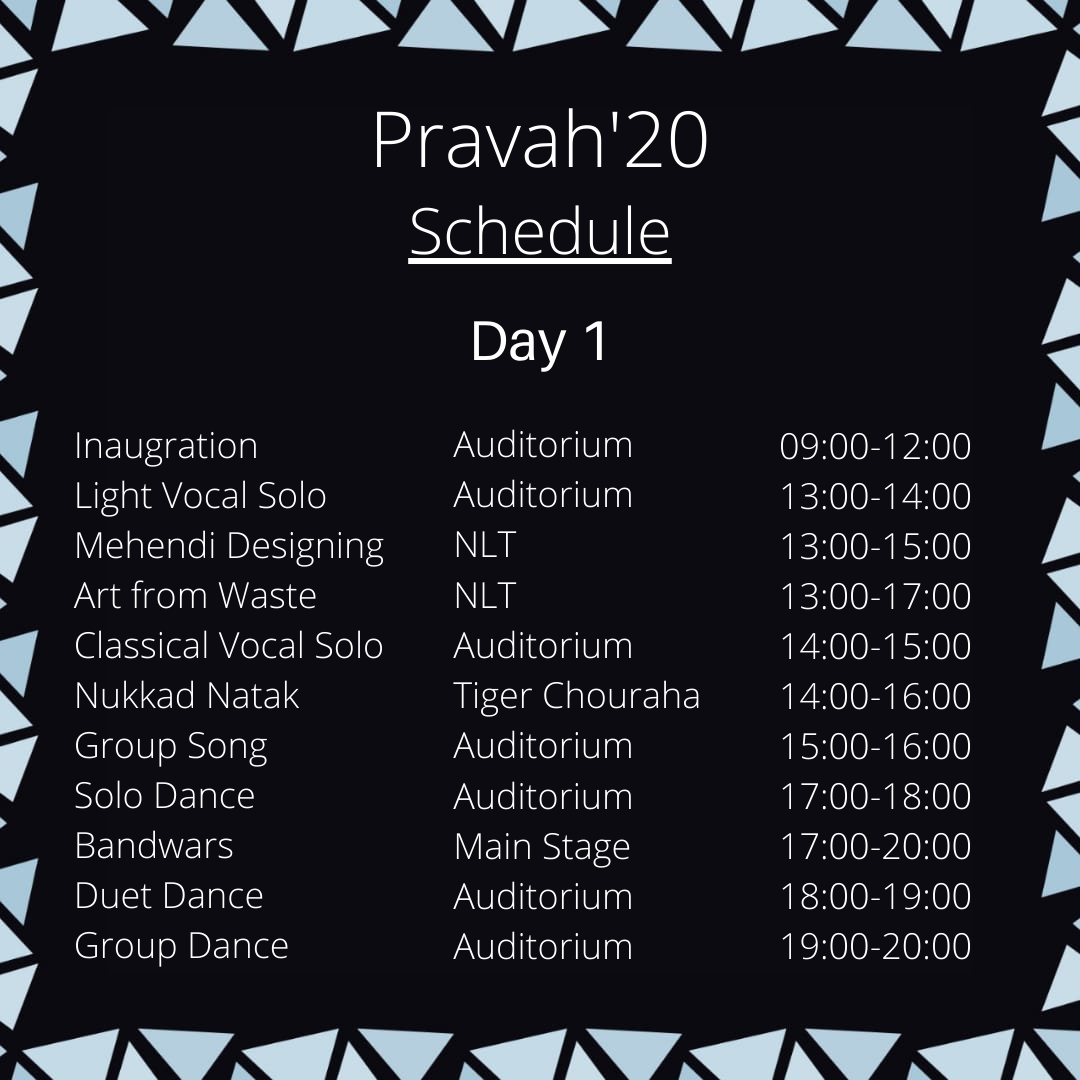 Pravah'20
Schedule
Day 1
Inaugration Auditorium 09:00-12:00
Light Vocal Solo Auditorium 13:00-14:00
Mehendi Designing NLT 13:00-15:00
Art from Waste NLT 13:00-17:00
Classical Vocal Solo Auditorium 14:00-15:00
Nukkad Natak Tiger Chouraha 14:00-16:00
Group Song Auditorium 15:00-16:00
Solo Dance Auditorium 17:00-18:00
Bandwars Main Stage 17:00-20:00
Duet Dance Auditorium 18:00-19:00
Group Dance Auditorium 19:00-20:00